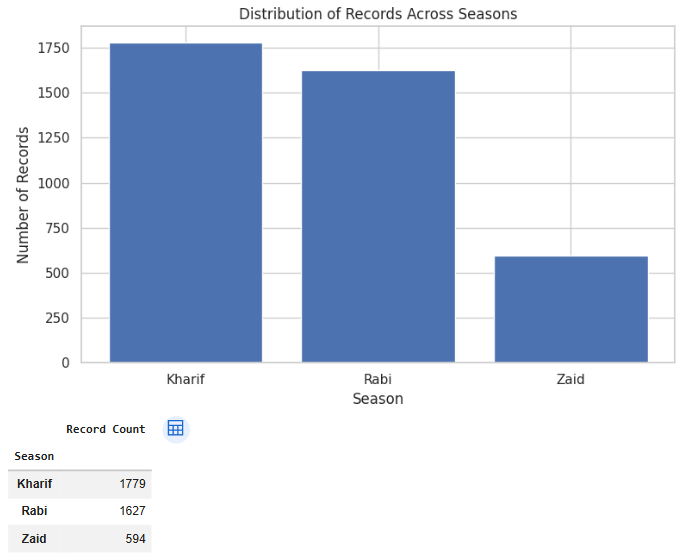 Distribution of Records Across Seasons
1750
1500
1250
1000
750
500
250
0
Number of Records
Kharif Rabi Zaid
Season
Record Count
Season
Kharif 1779
Rabi 1627
Zaid 594